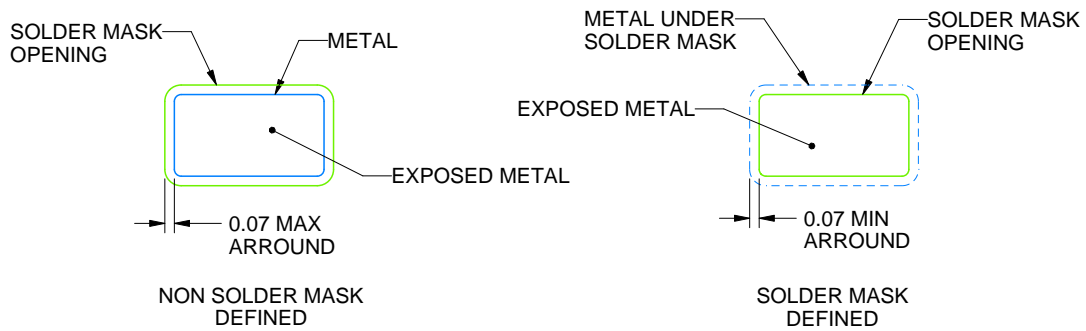 SOLDER MASK
OPENING
METAL
EXPOSED METAL
0.07 MAX
ARROUND
NON SOLDER MASK
DEFINED
METAL UNDER
SOLDER MASK
SOLDER MASK
OPENING
EXPOSED METAL
0.07 MIN
ARROUND
SOLDER MASK
DEFINED